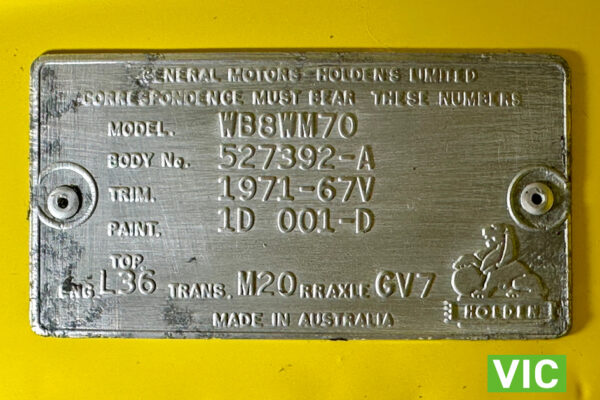 GENERAL MOTORS-HOLDEN'S LIMITED
CORRESPONDENCE MUST BEAR THESE NUMBERS
MODEL. WB8WM70
BODY No. 527392-A
TRIM. 1971-67V
PAINT. 1D 001-D
TOP
ENG L36 TRANS. M20 RRAXLE GV7
HOLDEN
MADE IN AUSTRALIA
VIC